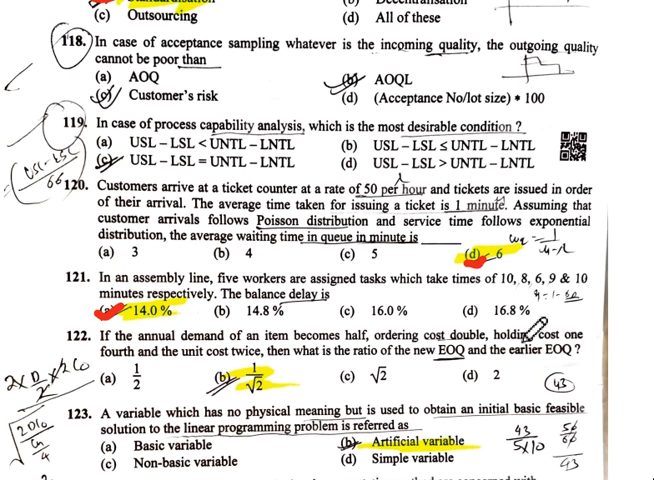 (c) Outsourcing (d) All of these
118. In case of acceptance sampling whatever is the incoming quality, the outgoing quality
cannot be poor than
(a) AOQ (b) AOQL
(c) Customer's risk (d) (Acceptance No/lot size) * 100
119. In case of process capability analysis, which is the most desirable condition ?
(a) USL – LSL < UNTL – LNTL (b) USL – LSL ≤ UNTL – LNTL
(c) USL – LSL = UNTL – LNTL (d) USL – LSL > UNTL – LNTL
USL - LSL
6σ
120. Customers arrive at a ticket counter at a rate of 50 per hour and tickets are issued in order
of their arrival. The average time taken for issuing a ticket is 1 minute. Assuming that
customer arrivals follows Poisson distribution and service time follows exponential
distribution, the average waiting time in queue in minute is ______
(a) 3 (b) 4 (c) 5 (d) 6
121. In an assembly line, five workers are assigned tasks which take times of 10, 8, 6, 9 & 10
minutes respectively. The balance delay is
(a) 14.0 % (b) 14.8 % (c) 16.0 % (d) 16.8 %
122. If the annual demand of an item becomes half, ordering cost double, holding cost one
fourth and the unit cost twice, then what is the ratio of the new EOQ and the earlier EOQ ?
(a) 1/2 (b) 1/√2 (c) √2 (d) 2
43
123. A variable which has no physical meaning but is used to obtain an initial basic feasible
solution to the linear programming problem is referred as
(a) Basic variable (b) Artificial variable
(c) Non-basic variable (d) Simple variable
43
5×10